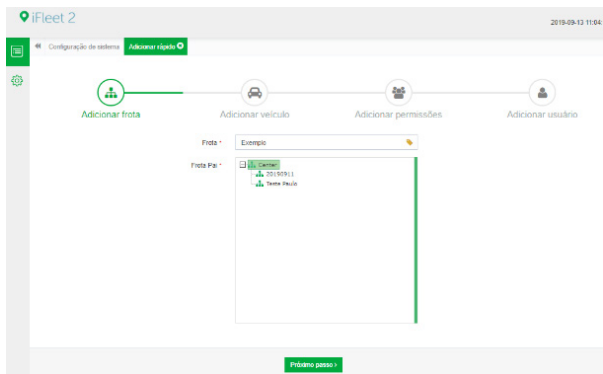 iFleet 2
2019-09-13 11:04:
Configuração de sistema Adicionar rápido
Adicionar frota Adicionar veículo Adicionar permissões Adicionar usuário
Frota * Exemplo
Frota Pai * Center
20190911
Teste Paula
Próximo passo >